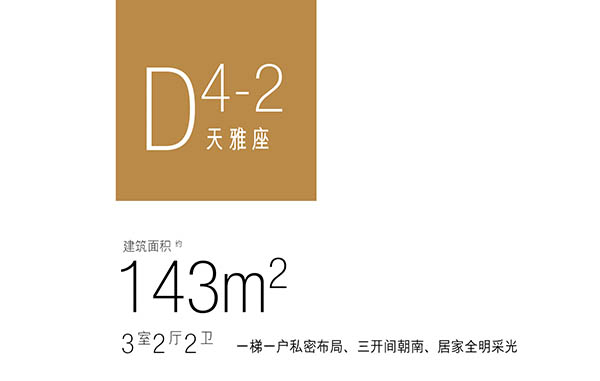 D4-2
天雅座
建筑面积约
143m²
3室2厅2卫
一梯一户私密布局、三开间朝南、居家全明采光